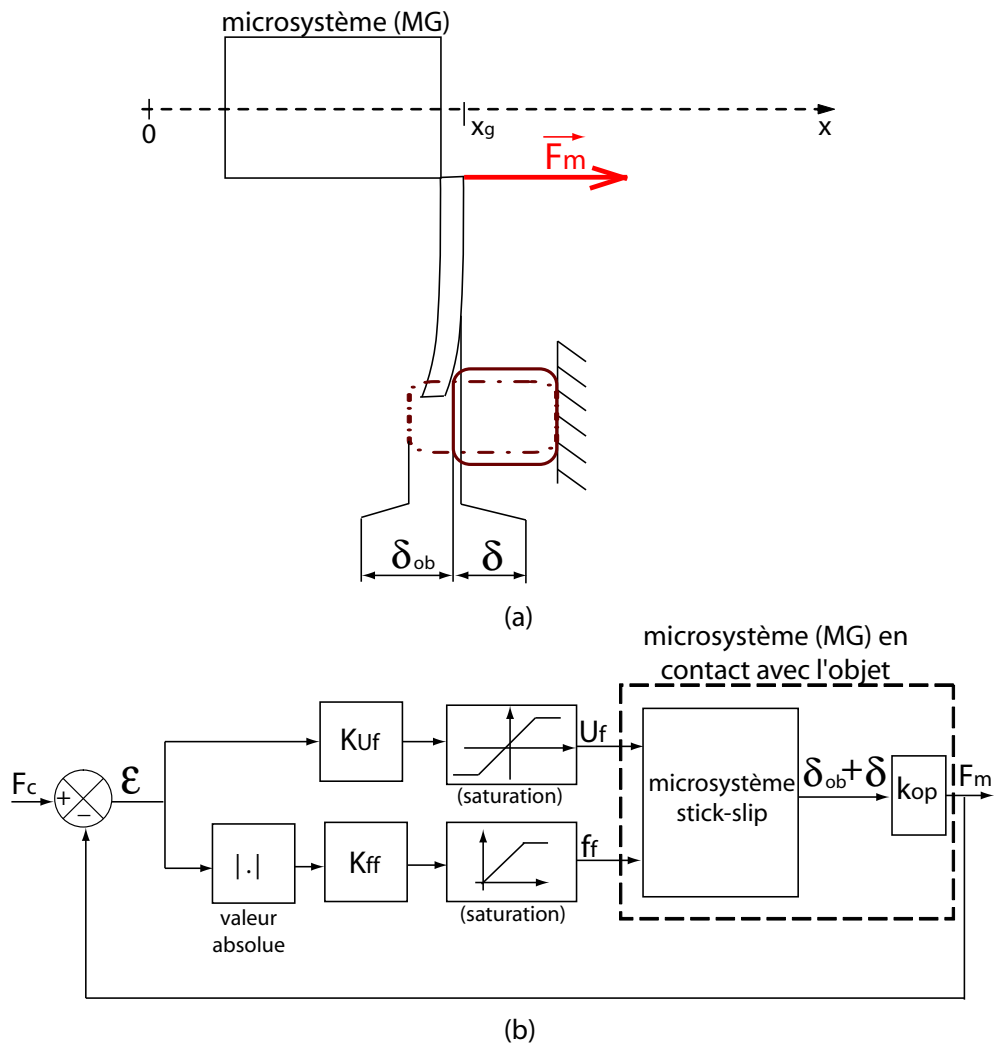 microsystème (MG)
0
xg
x
Fm
δob
δ
(a)
microsystème (MG) en
contact avec l'objet
Fc
+
−
ε
KUf
(saturation)
Uf
|.|
valeur
absolue
Kff
(saturation)
ff
microsystème
stick-slip
δob+δ
kop
Fm
(b)